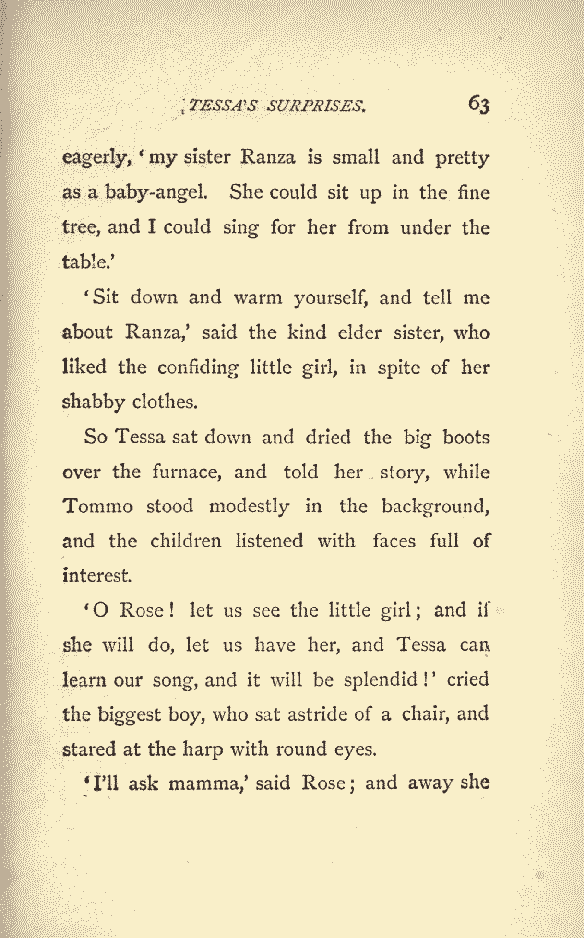 TESSA'S SURPRISES. 63
eagerly, ‘my sister Ranza is small and pretty
as a baby-angel. She could sit up in the fine
tree, and I could sing for her from under the
table.’
‘Sit down and warm yourself, and tell me
about Ranza,’ said the kind elder sister, who
liked the confiding little girl, in spite of her
shabby clothes.
So Tessa sat down and dried the big boots
over the furnace, and told her story, while
Tommo stood modestly in the background,
and the children listened with faces full of
interest.
‘O Rose! let us see the little girl; and if
she will do, let us have her, and Tessa can
learn our song, and it will be splendid!’ cried
the biggest boy, who sat astride of a chair, and
stared at the harp with round eyes.
‘I’ll ask mamma,’ said Rose; and away she